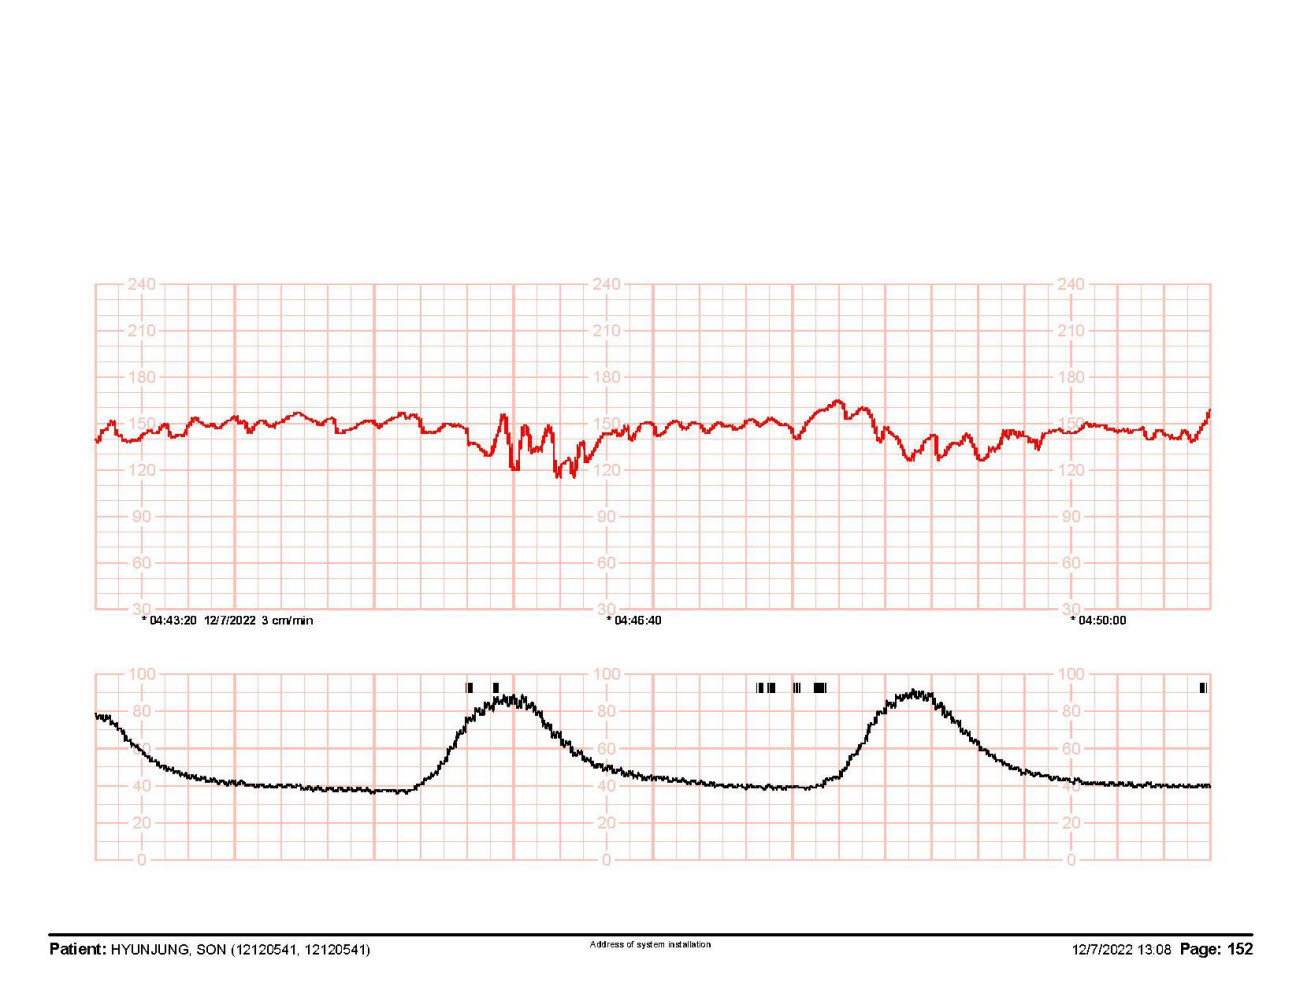 240 240 240
210 210 210
180 180 180
150 150 150
120 120 120
90 90 90
60 60 60
30 30 30
* 04:43:20 12/7/2022 3 cm/min * 04:46:40 * 04:50:00
100 100 100
80 80 80
60 60 60
40 40 40
20 20 20
0 0 0
Patient: HYUNJUNG, SON (12120541, 12120541) Address of system installation 12/7/2022 13:08 Page: 152